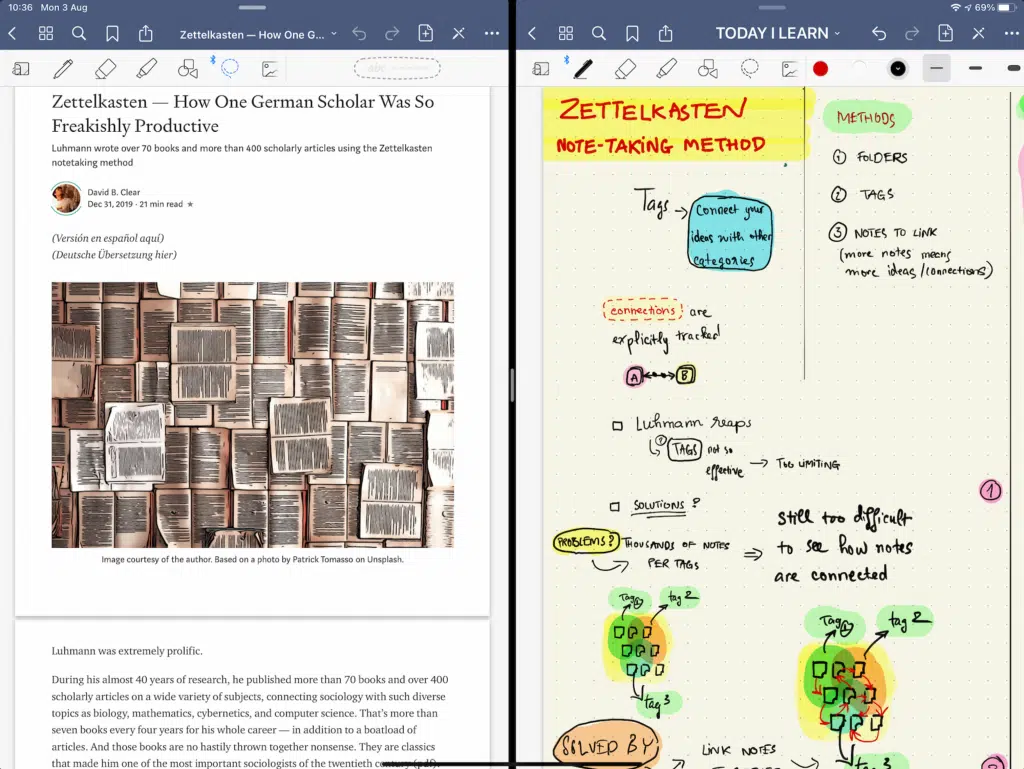 10:36 Mon 3 Aug
69%
Zettelkasten — How One G...
TODAY I LEARN
Zettelkasten — How One German Scholar Was So
Freakishly Productive
Luhmann wrote over 70 books and more than 400 scholarly articles using the Zettelkasten
notetaking method
David B. Clear
Dec 31, 2019 · 21 min read ★
(Versión en español aquí)
(Deutsche Übersetzung hier)
Image courtesy of the author. Based on a photo by Patrick Tomasso on Unsplash.
Luhmann was extremely prolific.
During his almost 40 years of research, he published more than 70 books and over 400
scholarly articles on a wide variety of subjects, connecting sociology with such diverse
topics as biology, mathematics, cybernetics, and computer science. That's more than
seven books every four years for his whole career — in addition to a boatload of
articles. And those books are no hastily thrown together nonsense. They are classics
that made him one of the most important sociologists of the twentieth century (pdf).
ZETTELKASTEN
NOTE-TAKING METHOD
Tags →
Connect your
ideas with other
categories
connections are
explicitly tracked
A B
Luhmann
① TAGS not so
effective → TOO LIMITING
SOLUTIONS?
PROBLEMS? THOUSANDS OF NOTES
PER TAGS
⇒ still too difficult
to see how notes
are connected
Tag ① tag 2
tag 3
Tag ① tag 2
tag 3
SOLVED BY
LINK NOTES
METHODS
① FOLDERS
② TAGS
③ NOTES TO LINK
(more notes means
more ideas/connections)
1
2